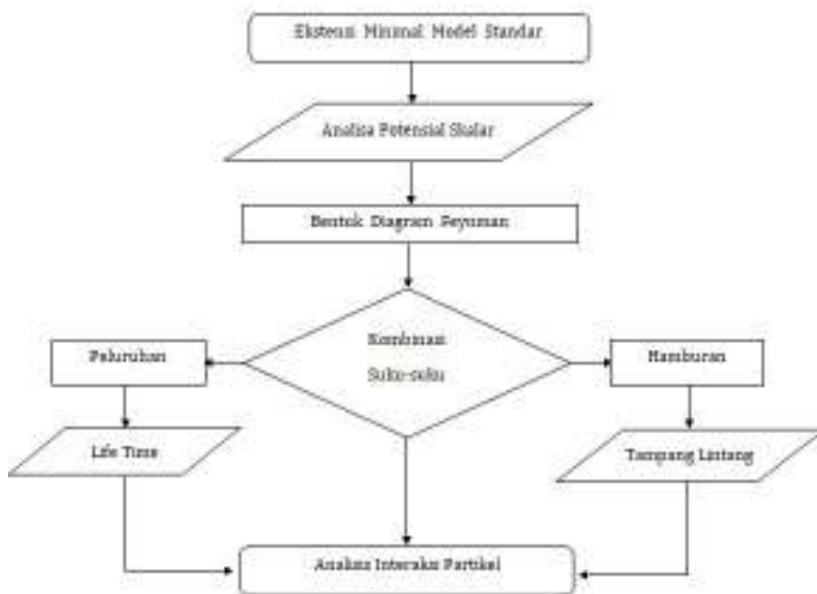 Ekstensi Minimal Model Standar
Analisa Potensial Skalar
Bentuk Diagram Feynman
Kombinasi
Suku-suku
Peluruhan
Hamburan
Life Time
Tampang Lintang
Analisis Interaksi Partikel